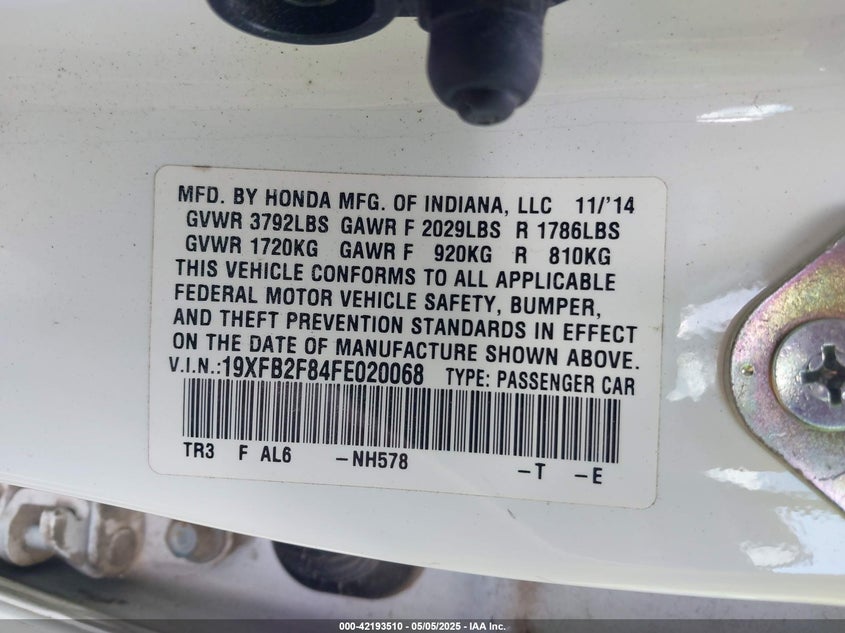 MFD. BY HONDA MFG. OF INDIANA, LLC 11/'14
GVWR 3792LBS GAWR F 2029LBS R 1786LBS
GVWR 1720KG GAWR F 920KG R 810KG
THIS VEHICLE CONFORMS TO ALL APPLICABLE
FEDERAL MOTOR VEHICLE SAFETY, BUMPER,
AND THEFT PREVENTION STANDARDS IN EFFECT
ON THE DATE OF MANUFACTURE SHOWN ABOVE.
V.I.N.:19XFB2F84FE020068 TYPE: PASSENGER CAR
TR3 F AL6 -NH578 -T -E
000-42193510 - 05/05/2025 - IAA Inc.